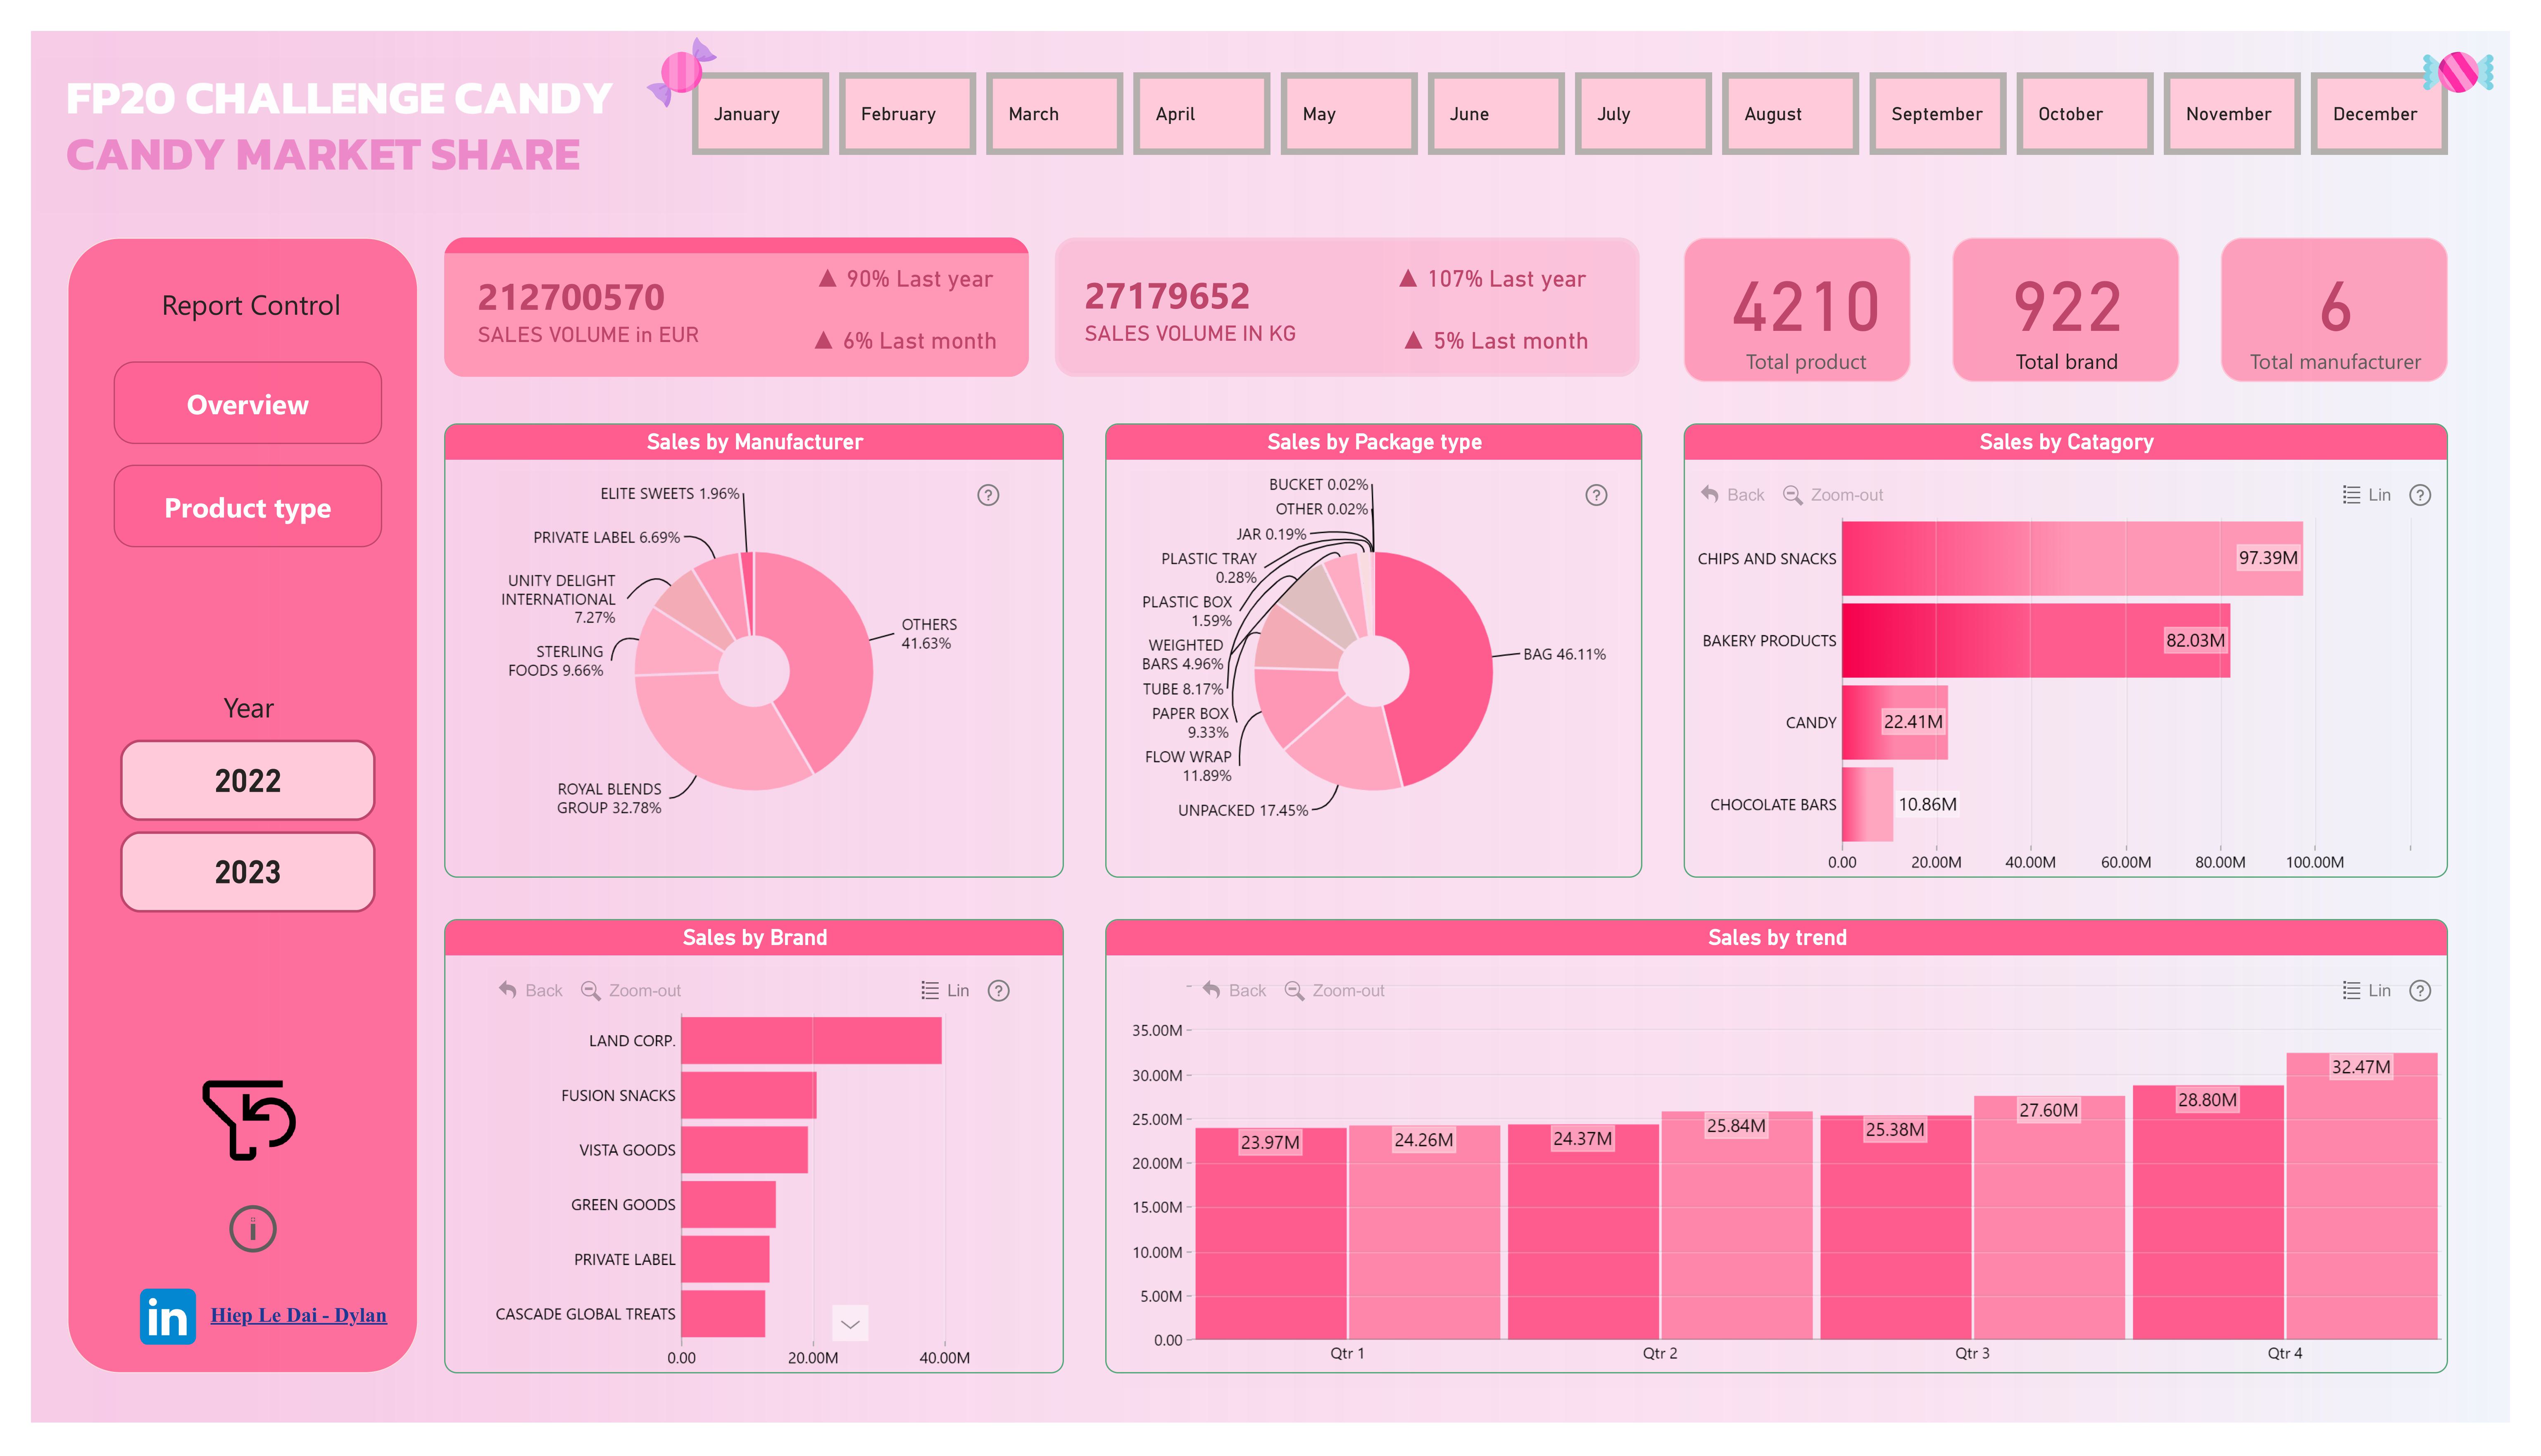 FP20 CHALLENGE CANDY
CANDY MARKET SHARE
January
February
March
April
May
June
July
August
September
October
November
December
Report Control
Overview
Product type
Year
2022
2023
in
Hiep Le Dai - Dylan
212700570
SALES VOLUME in EUR
▲ 90% Last year
▲ 6% Last month
27179652
SALES VOLUME IN KG
▲ 107% Last year
▲ 5% Last month
4210
Total product
922
Total brand
6
Total manufacturer
Sales by Manufacturer
?
ELITE SWEETS 1.96%
PRIVATE LABEL 6.69%
UNITY DELIGHT
INTERNATIONAL
7.27%
STERLING
FOODS 9.66%
ROYAL BLENDS
GROUP 32.78%
OTHERS
41.63%
Sales by Package type
?
BUCKET 0.02%
OTHER 0.02%
JAR 0.19%
PLASTIC TRAY
0.28%
PLASTIC BOX
1.59%
WEIGHTED
BARS 4.96%
TUBE 8.17%
PAPER BOX
9.33%
FLOW WRAP
11.89%
UNPACKED 17.45%
BAG 46.11%
Sales by Catagory
Back
Zoom-out
Lin
?
CHIPS AND SNACKS
97.39M
BAKERY PRODUCTS
82.03M
CANDY
22.41M
CHOCOLATE BARS
10.86M
0.00
20.00M
40.00M
60.00M
80.00M
100.00M
Sales by Brand
Back
Zoom-out
Lin
?
LAND CORP.
FUSION SNACKS
VISTA GOODS
GREEN GOODS
PRIVATE LABEL
CASCADE GLOBAL TREATS
0.00
20.00M
40.00M
Sales by trend
Back
Zoom-out
Lin
?
35.00M
30.00M
25.00M
20.00M
15.00M
10.00M
5.00M
0.00
23.97M
24.26M
24.37M
25.84M
25.38M
27.60M
28.80M
32.47M
Qtr 1
Qtr 2
Qtr 3
Qtr 4